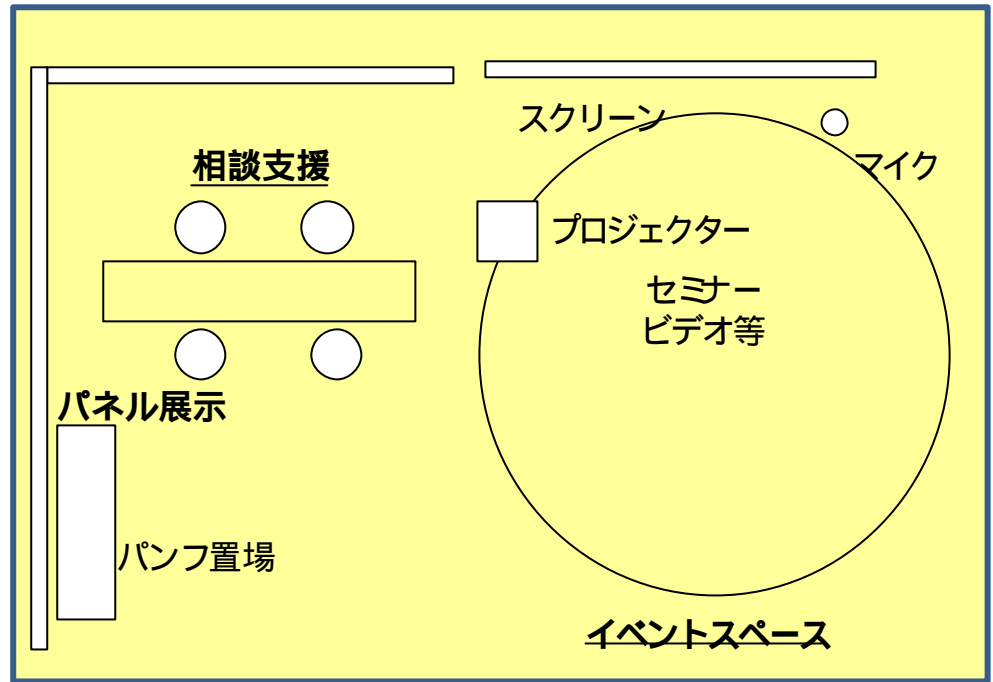 スクリーン
マイク
相談支援
プロジェクター
セミナー
ビデオ等
パネル展示
パンフ置場
イベントスペース